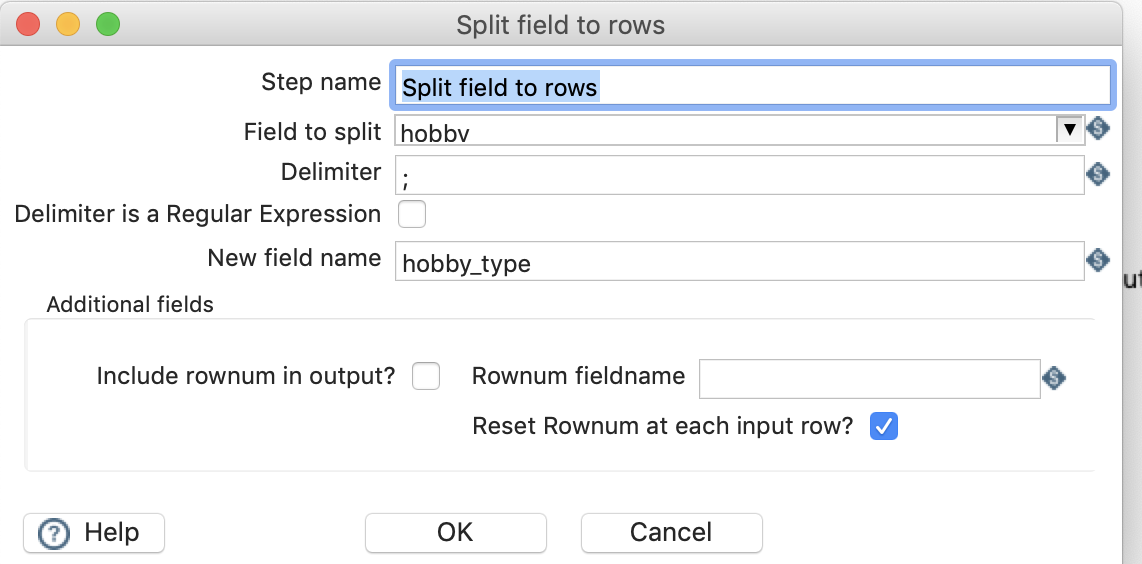 Split field to rows
Step name Split field to rows
Field to split hobby
Delimiter ;
Delimiter is a Regular Expression
New field name hobby_type
Additional fields
Include rownum in output? Rownum fieldname
Reset Rownum at each input row?
Help OK Cancel